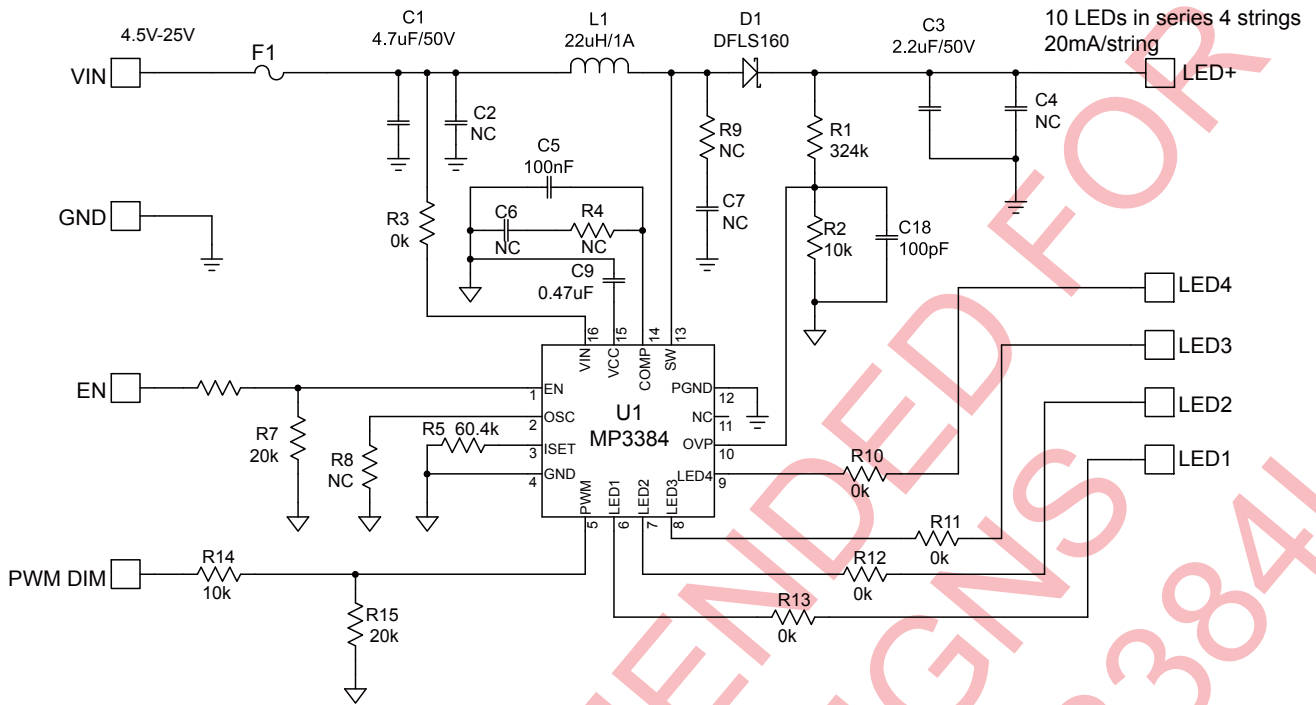 4.5V-25V
VIN
F1
C1
4.7uF/50V
L1
22uH/1A
D1
DFLS160
C3
2.2uF/50V
10 LEDs in series 4 strings
20mA/string
LED+
C2
NC
R9
NC
R1
324k
C4
NC
C5
100nF
GND
R3
0k
C6
NC
R4
NC
C7
NC
R2
10k
C18
100pF
C9
0.47uF
LED4
LED3
LED2
LED1
EN
R7
20k
R8
NC
R5 60.4k
16
15
14
13
VIN
VCC
COMP
SW
1
EN
2
OSC
3
ISET
4
GND
U1
MP3384
PGND
12
NC
11
OVP
10
LED4
9
PWM
LED1
LED2
LED3
5
6
7
8
R10
0k
R11
0k
R12
0k
R13
0k
PWM DIM
R14
10k
R15
20k
ENDED FOR
IGNS
3384L